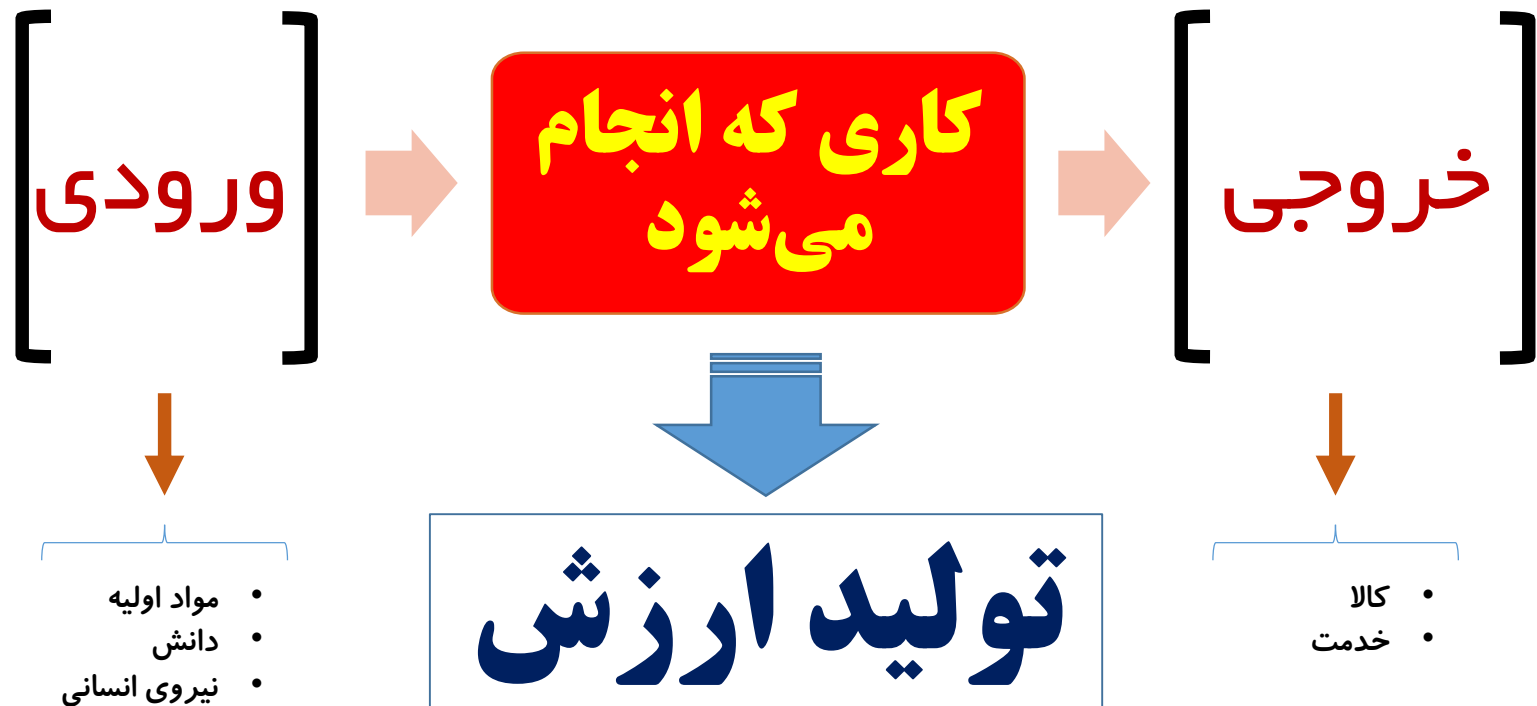 ورودی
کاری که انجام
می‌شود
خروجی
• مواد اولیه
• دانش
• نیروی انسانی
تولید ارزش
• کالا
• خدمت